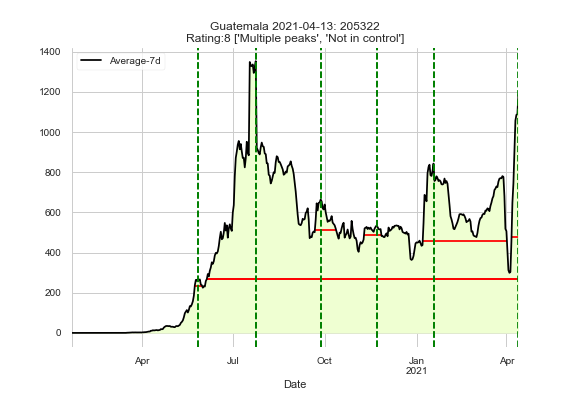 Guatemala 2021-04-13: 205322
Rating:8 ['Multiple peaks', 'Not in control']
Average-7d
1400
1200
1000
800
600
400
200
0
Apr
Jul
Oct
Jan
2021
Apr
Date